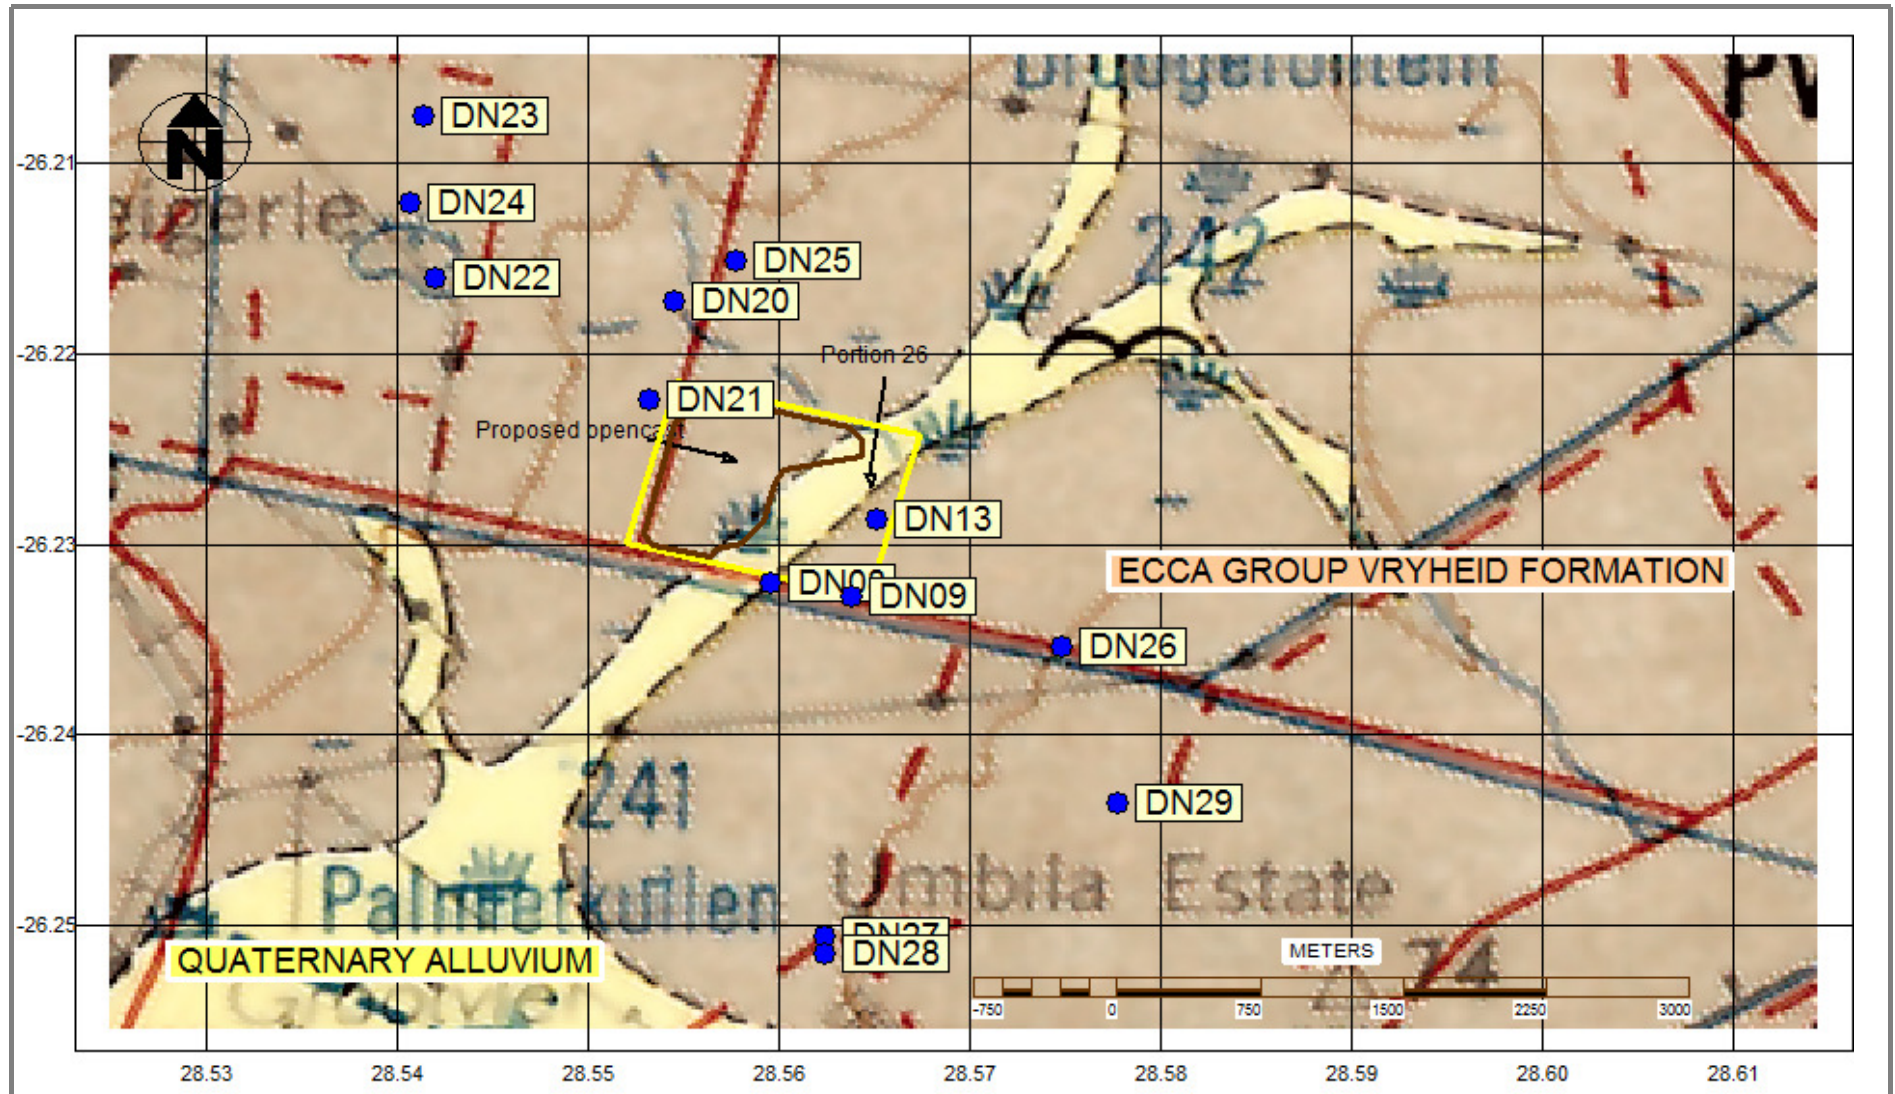 DN23
N
-26.21
DN24
242
DN25
DN22
DN20
-26.22
Portion 26
DN21
Proposed opencast
DN13
-26.23
ECCA GROUP VRYHEID FORMATION
DN09
DN26
-26.24
241
DN29
Umbila Estate
-26.25
DN27
DN28
QUATERNARY ALLUVIUM
METERS
74
-750 0 750 1500 2250 3000
28.53 28.54 28.55 28.56 28.57 28.58 28.59 28.60 28.61